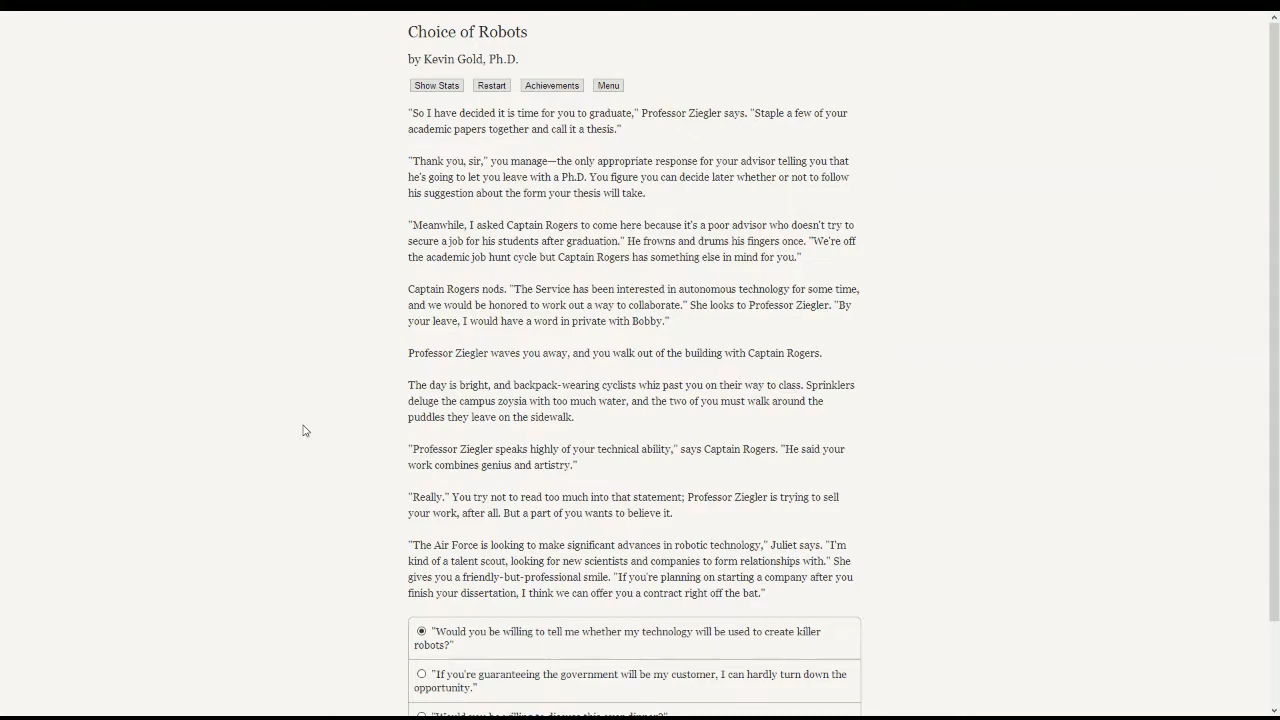 Choice of Robots
by Kevin Gold, Ph.D.
Show Stats Restart Achievements Menu
"So I have decided it is time for you to graduate," Professor Ziegler says. "Staple a few of your
academic papers together and call it a thesis."
"Thank you, sir," you manage—the only appropriate response for your advisor telling you that
he's going to let you leave with a Ph.D. You figure you can decide later whether or not to follow
his suggestion about the form your thesis will take.
"Meanwhile, I asked Captain Rogers to come here because it's a poor advisor who doesn't try to
secure a job for his students after graduation." He frowns and drums his fingers once. "We're off
the academic job hunt cycle but Captain Rogers has something else in mind for you."
Captain Rogers nods. "The Service has been interested in autonomous technology for some time,
and we would be honored to work out a way to collaborate." She looks to Professor Ziegler. "By
your leave, I would have a word in private with Bobby."
Professor Ziegler waves you away, and you walk out of the building with Captain Rogers.
The day is bright, and backpack-wearing cyclists whiz past you on their way to class. Sprinklers
deluge the campus zoysia with too much water, and the two of you must walk around the
puddles they leave on the sidewalk.
"Professor Ziegler speaks highly of your technical ability," says Captain Rogers. "He said your
work combines genius and artistry."
"Really." You try not to read too much into that statement; Professor Ziegler is trying to sell
your work, after all. But a part of you wants to believe it.
"The Air Force is looking to make significant advances in robotic technology," Juliet says. "I'm
kind of a talent scout, looking for new scientists and companies to form relationships with." She
gives you a friendly-but-professional smile. "If you're planning on starting a company after you
finish your dissertation, I think we can offer you a contract right off the bat."
"Would you be willing to tell me whether my technology will be used to create killer
robots?"
"If you're guaranteeing the government will be my customer, I can hardly turn down the
opportunity."
"Would you be willing to discuss this over dinner?"